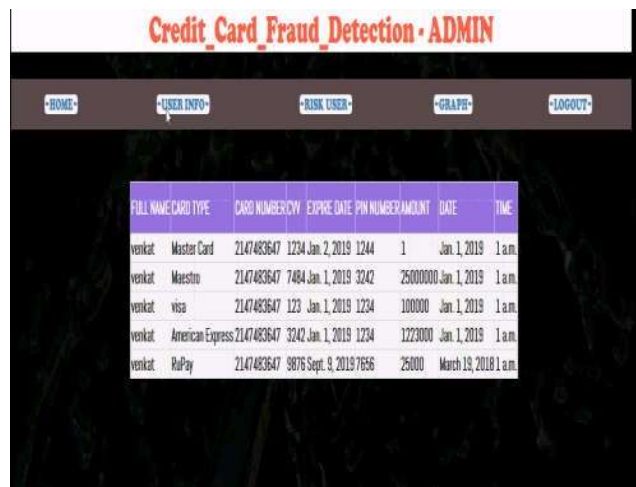 Credit_Card_Fraud_Detection - ADMIN
-HOME- -USER INFO- -RISK USER- -GRAPH- -LOGOUT-
FULL NAME CARD TYPE CARD NUMBER CVV EXPIRE DATE PIN NUMBER AMOUNT DATE TIME
venkat Master Card 2147483647 1234 Jan. 2, 2019 1244 1 Jan. 1, 2019 1 a.m.
venkat Maestro 2147483647 7484 Jan. 1, 2019 3242 25000000 Jan. 1, 2019 1 a.m.
venkat visa 2147483647 123 Jan. 1, 2019 1234 100000 Jan. 1, 2019 1 a.m.
venkat American Express 2147483647 3242 Jan. 1, 2019 1234 1223000 Jan. 1, 2019 1 a.m.
venkat RuPay 2147483647 9876 Sept. 9, 2019 7656 25000 March 19, 2018 1 a.m.